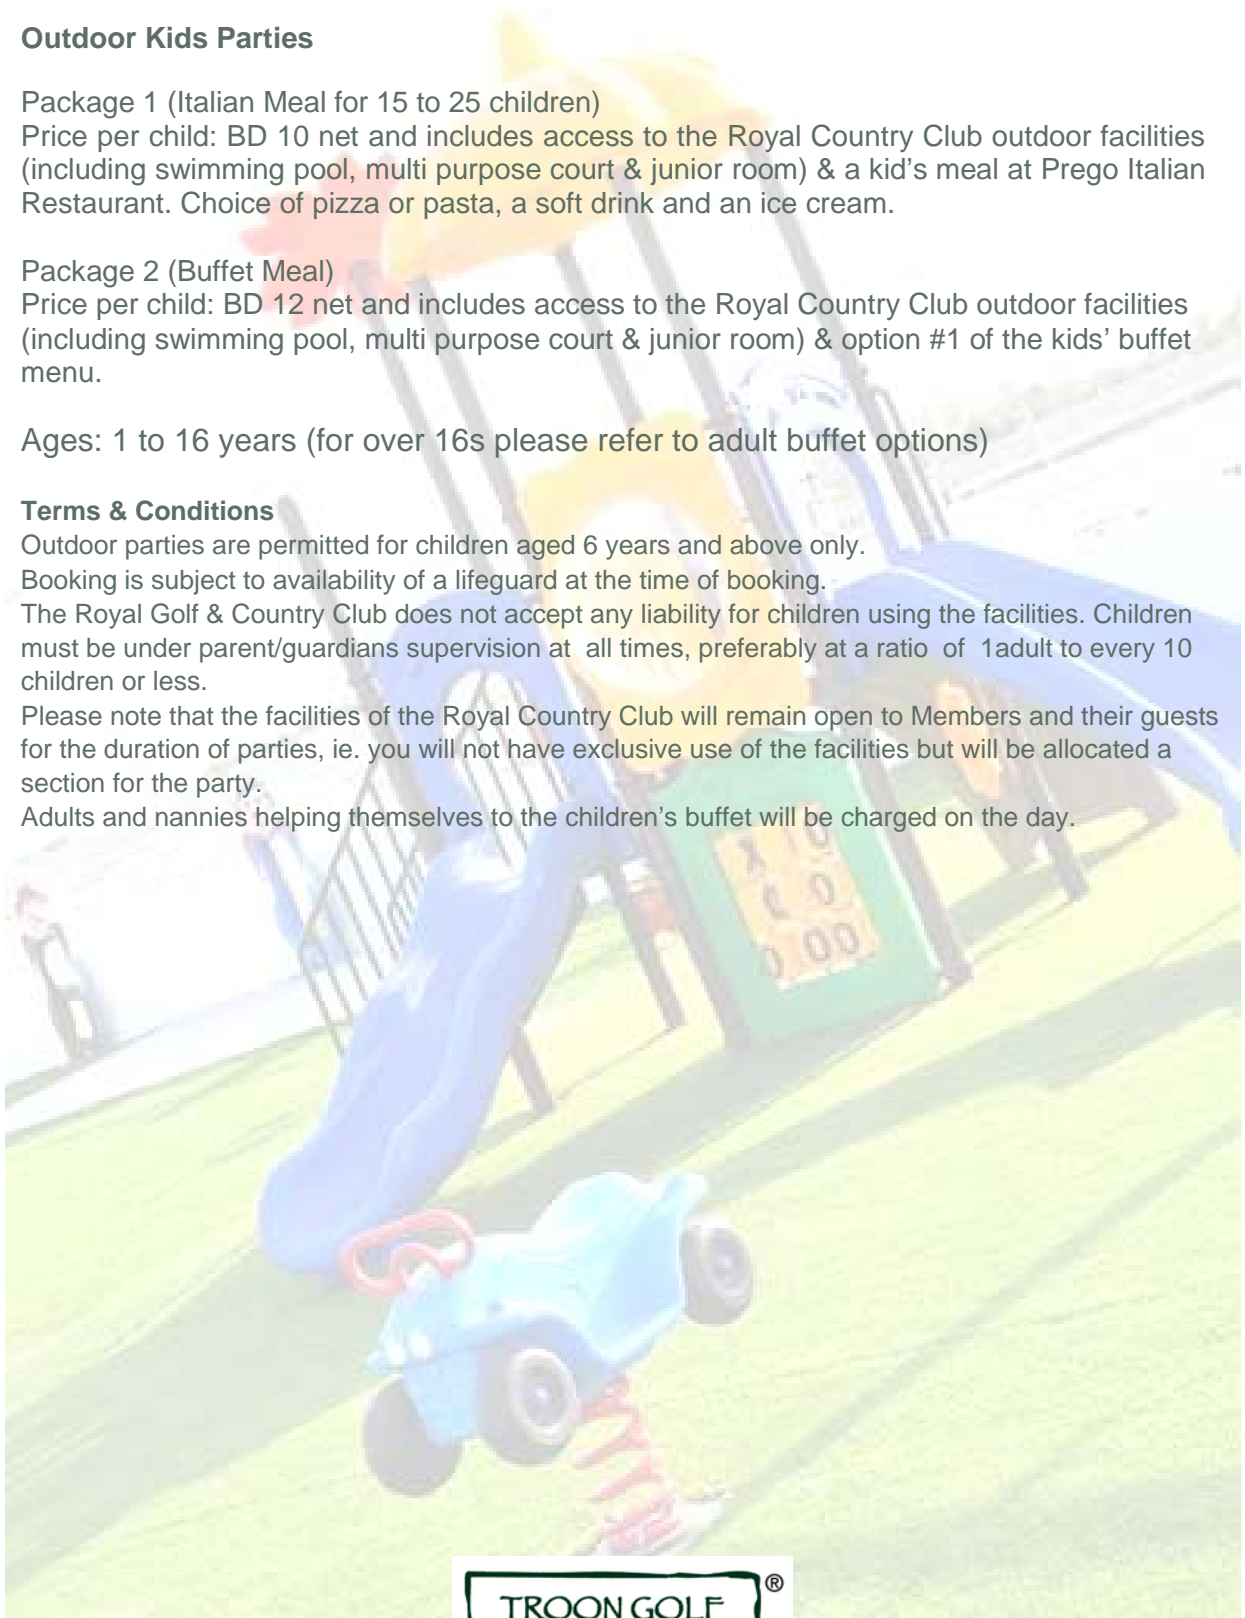 Outdoor Kids Parties
Package 1 (Italian Meal for 15 to 25 children)
Price per child: BD 10 net and includes access to the Royal Country Club outdoor facilities
(including swimming pool, multi purpose court & junior room) & a kid's meal at Prego Italian
Restaurant. Choice of pizza or pasta, a soft drink and an ice cream.
Package 2 (Buffet Meal)
Price per child: BD 12 net and includes access to the Royal Country Club outdoor facilities
(including swimming pool, multi purpose court & junior room) & option #1 of the kids' buffet
menu.
Ages: 1 to 16 years (for over 16s please refer to adult buffet options)
Terms & Conditions
Outdoor parties are permitted for children aged 6 years and above only.
Booking is subject to availability of a lifeguard at the time of booking.
The Royal Golf & Country Club does not accept any liability for children using the facilities. Children
must be under parent/guardians supervision at  all times, preferably at a ratio  of  1adult to every 10
children or less.
Please note that the facilities of the Royal Country Club will remain open to Members and their guests
for the duration of parties, ie. you will not have exclusive use of the facilities but will be allocated a
section for the party.
Adults and nannies helping themselves to the children's buffet will be charged on the day.
TROON GOLF ®